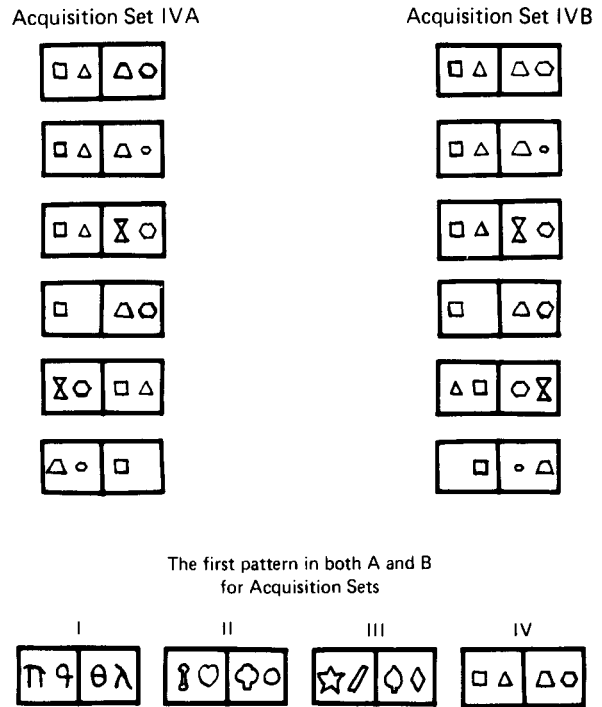 Acquisition Set IVA
Acquisition Set IVB
The first pattern in both A and B
for Acquisition Sets
I
II
III
IV
π φ θ λ